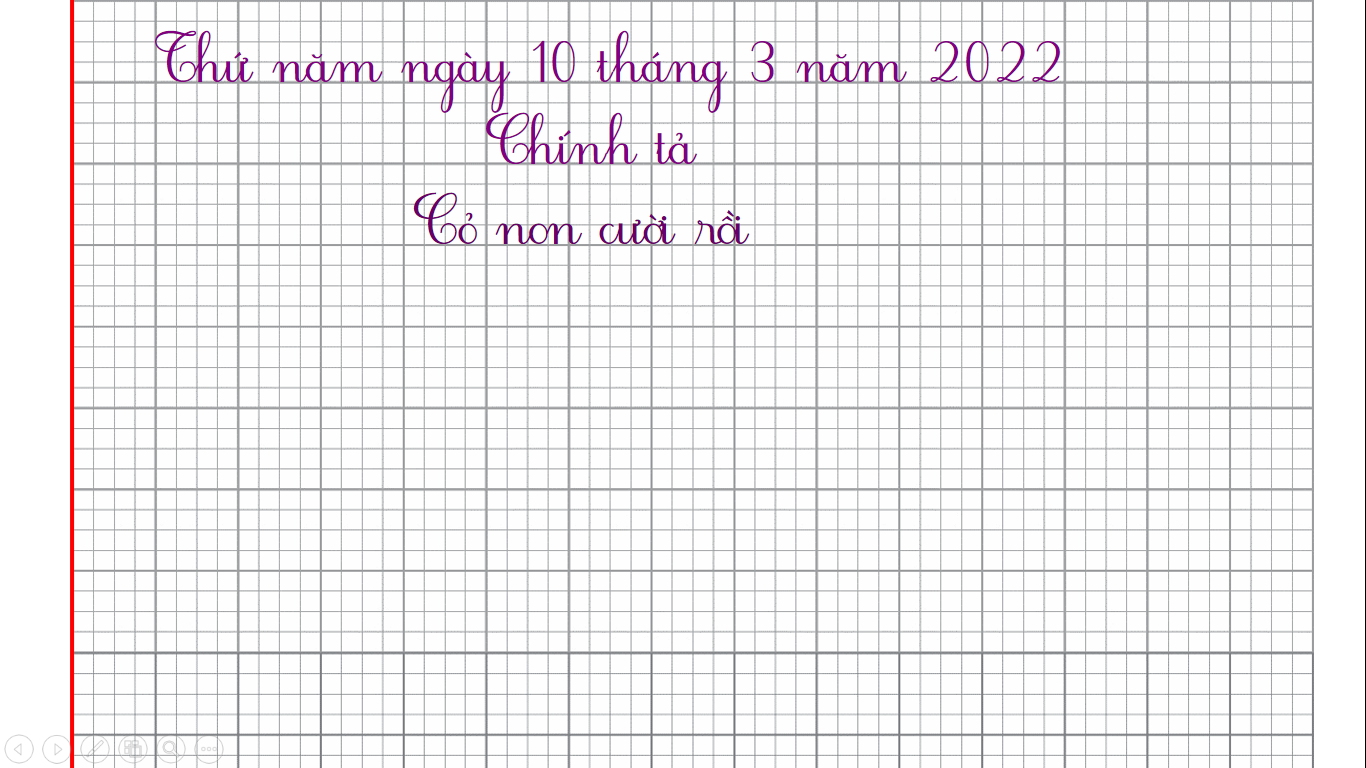 Thứ năm ngày 10 tháng 3 năm 2022
Chính tả
Cỏ non cười rồi